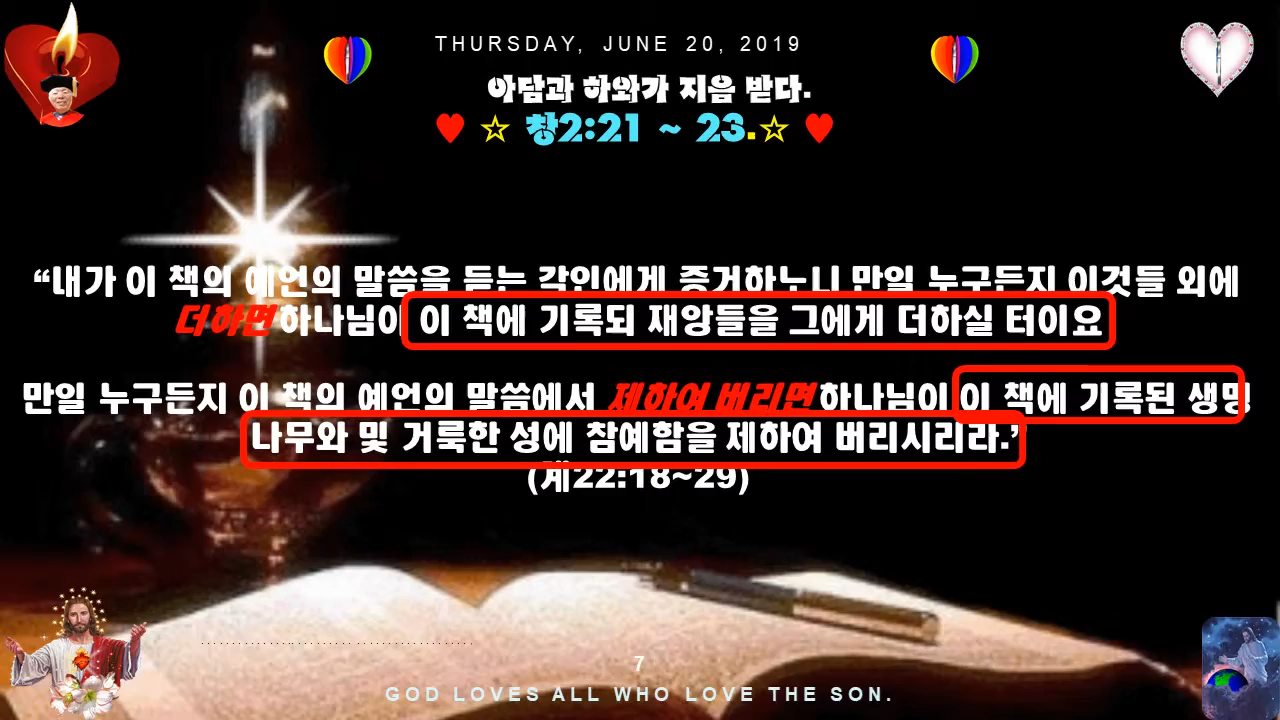 THURSDAY, JUNE 20, 2019
아담과 하와가 지음 받다.
♥ ☆ 창2:21 ~ 23.☆ ♥
“내가 이 책의 예언의 말씀을 듣는 각인에게 증거하노니 만일 누구든지 이것들 외에
더하면 하나님이 이 책에 기록되 재앙들을 그에게 더하실 터이요
만일 누구든지 이 책의 예언의 말씀에서 제하여 버리면 하나님이 이 책에 기록된 생명
나무와 및 거룩한 성에 참예함을 제하여 버리시리라.’
(계22:18~29)
7
GOD LOVES ALL WHO LOVE THE SON.